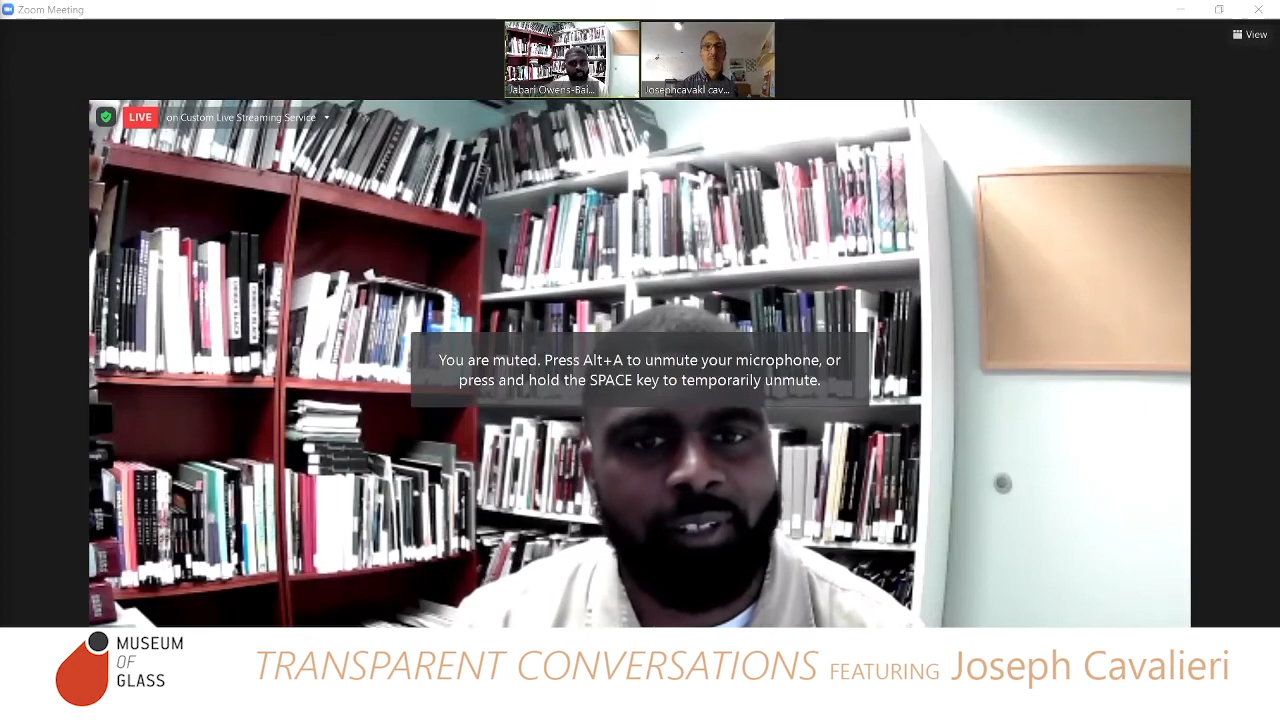 Zoom Meeting
View
Jabari Owens-Bai...
Josephcavakl cav...
LIVE on Custom Live Streaming Service
You are muted. Press Alt+A to unmute your microphone, or
press and hold the SPACE key to temporarily unmute.
MUSEUM
OF
GLASS
TRANSPARENT CONVERSATIONS FEATURING Joseph Cavalieri